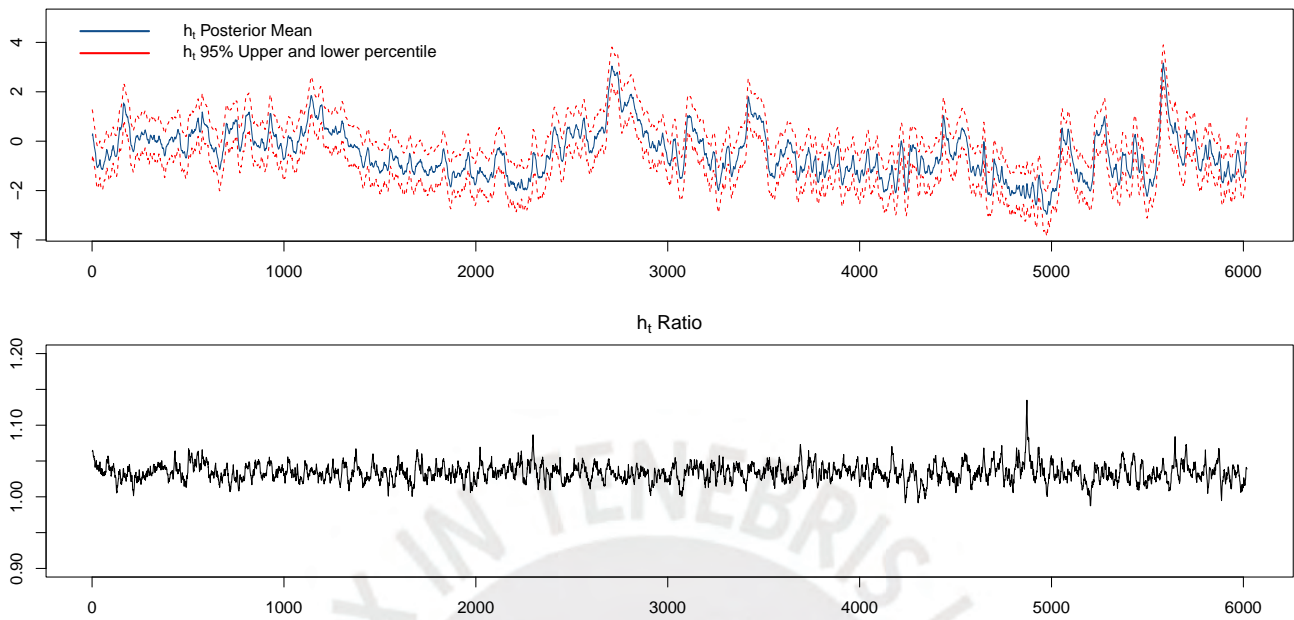 h_t Posterior Mean
h_t 95% Upper and lower percentile
4
2
0
−2
−4
0 1000 2000 3000 4000 5000 6000
h_t Ratio
1.20
1.10
1.00
0.90
X IN TENEBRIS
0 1000 2000 3000 4000 5000 6000